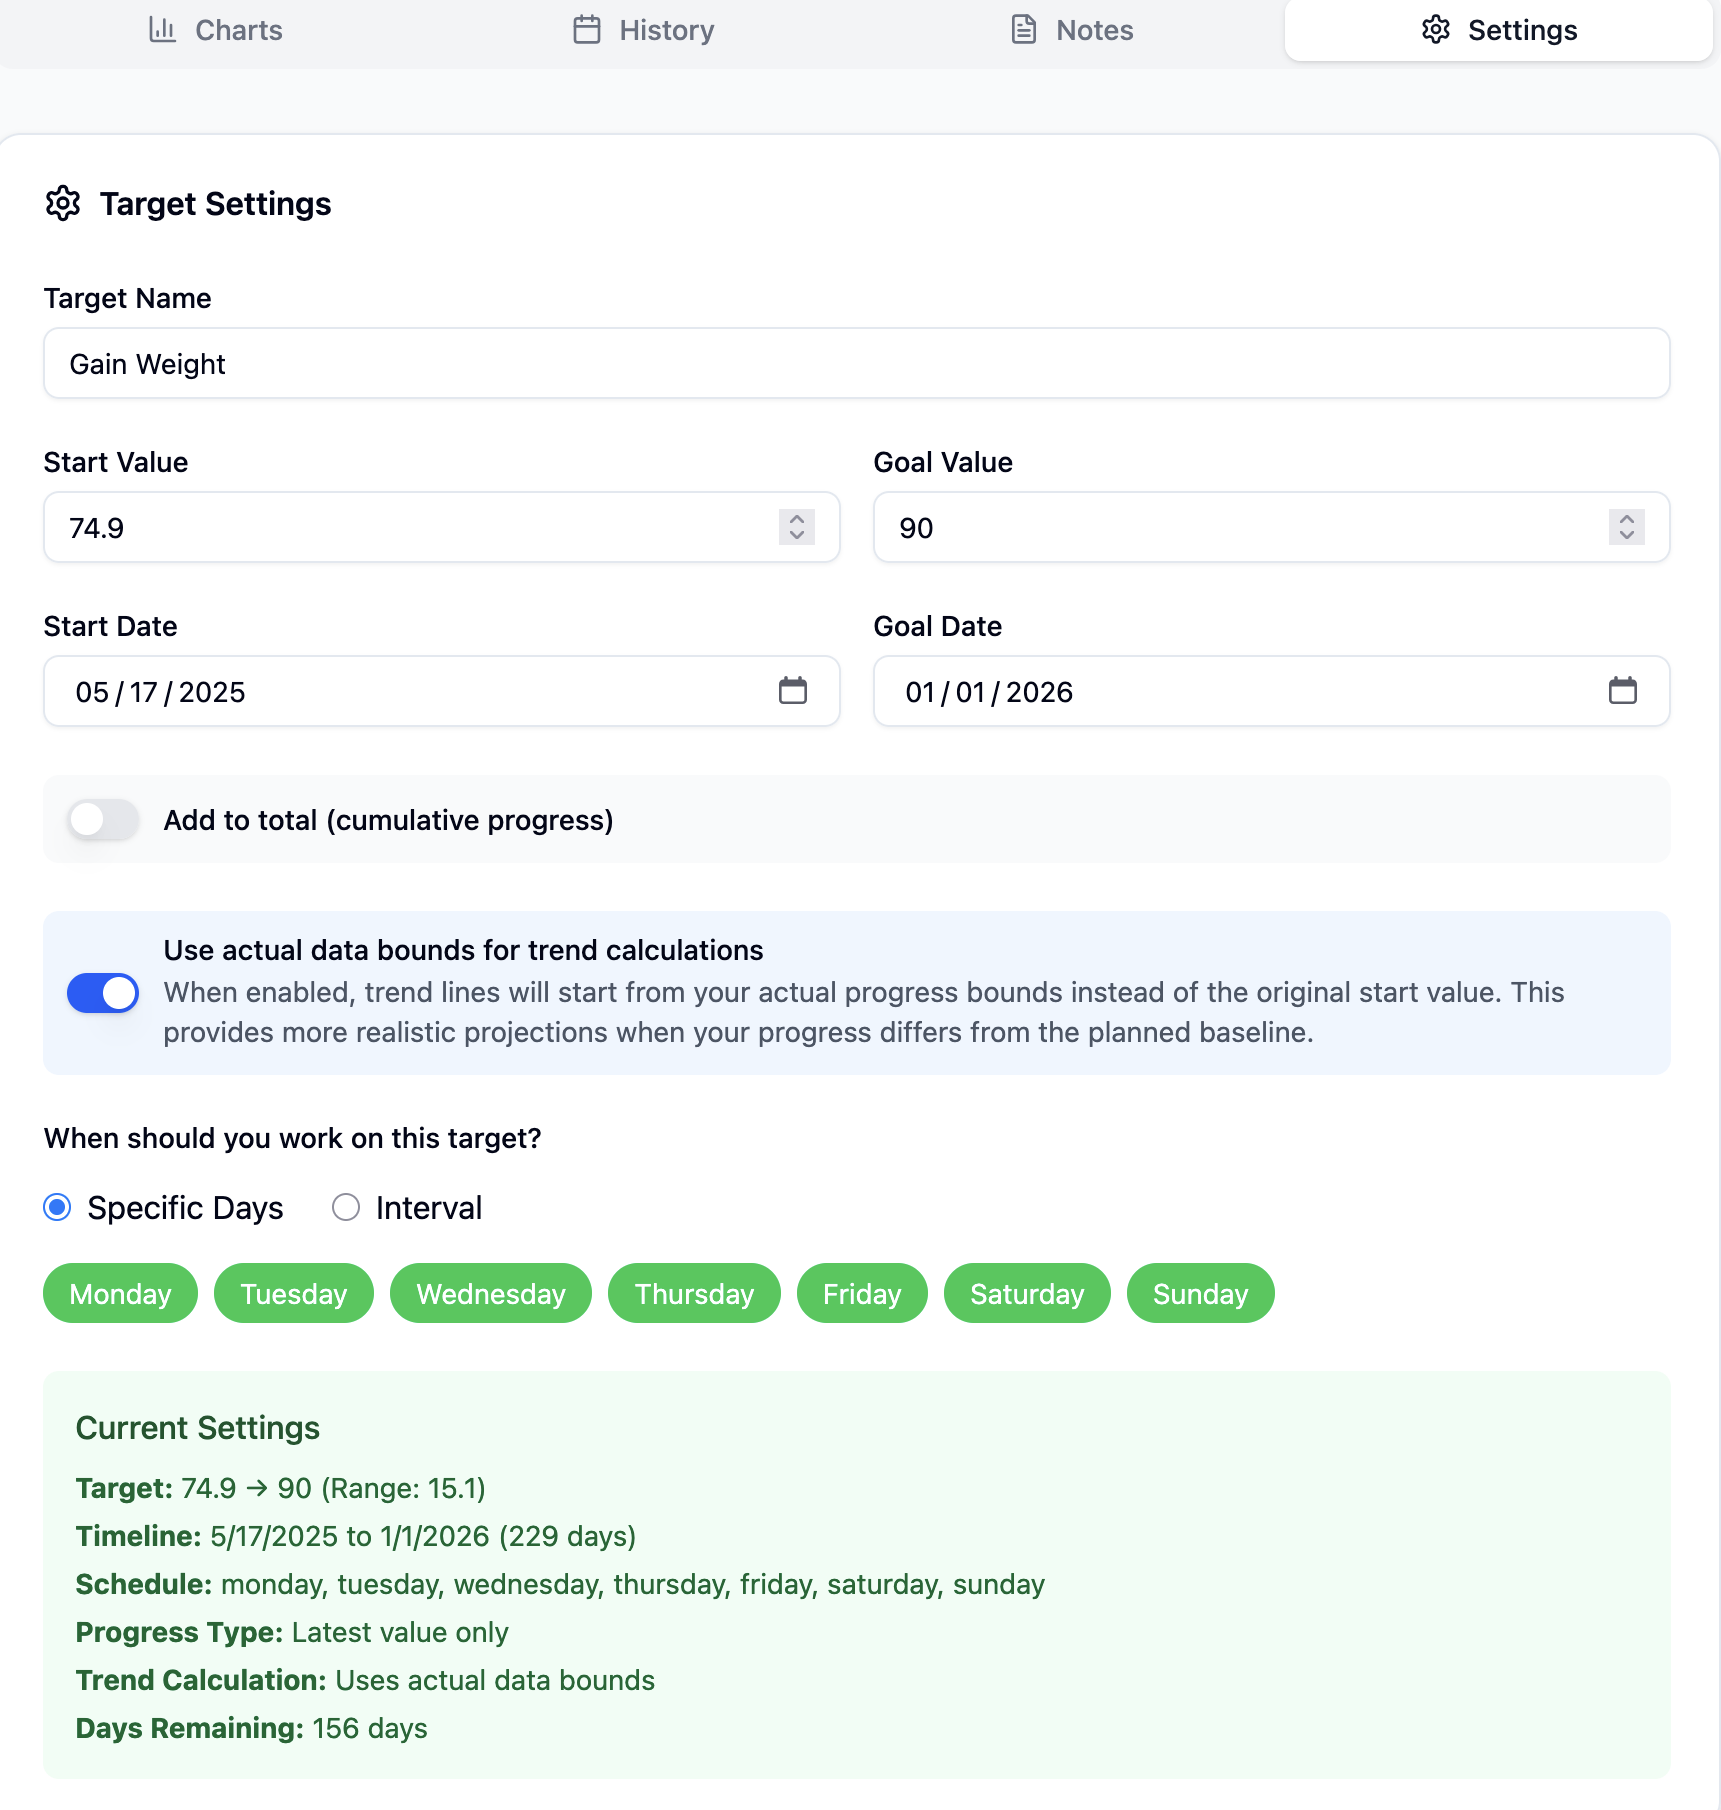 Charts History Notes Settings
Target Settings
Target Name
Gain Weight
Start Value Goal Value
74.9 90
Start Date Goal Date
05/17/2025 01/01/2026
Add to total (cumulative progress)
Use actual data bounds for trend calculations
When enabled, trend lines will start from your actual progress bounds instead of the original start value. This
provides more realistic projections when your progress differs from the planned baseline.
When should you work on this target?
Specific Days Interval
Monday Tuesday Wednesday Thursday Friday Saturday Sunday
Current Settings
Target: 74.9 → 90 (Range: 15.1)
Timeline: 5/17/2025 to 1/1/2026 (229 days)
Schedule: monday, tuesday, wednesday, thursday, friday, saturday, sunday
Progress Type: Latest value only
Trend Calculation: Uses actual data bounds
Days Remaining: 156 days